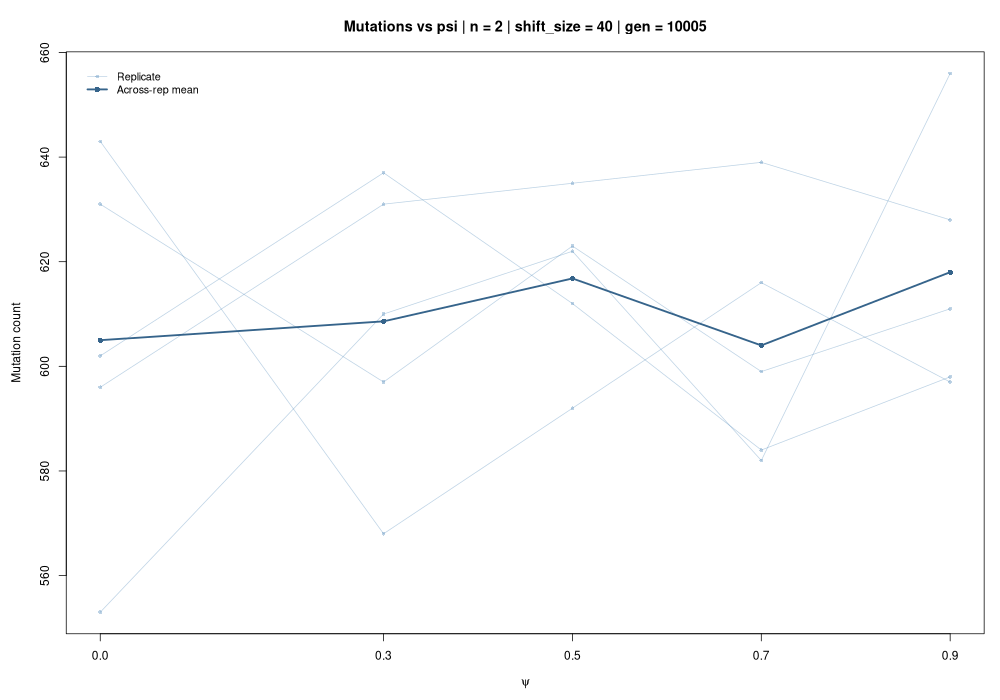 Mutations vs psi | n = 2 | shift_size = 40 | gen = 10005
Replicate
Across-rep mean
Mutation count
660
640
620
600
580
560
0.0 0.3 0.5 0.7 0.9
ψ